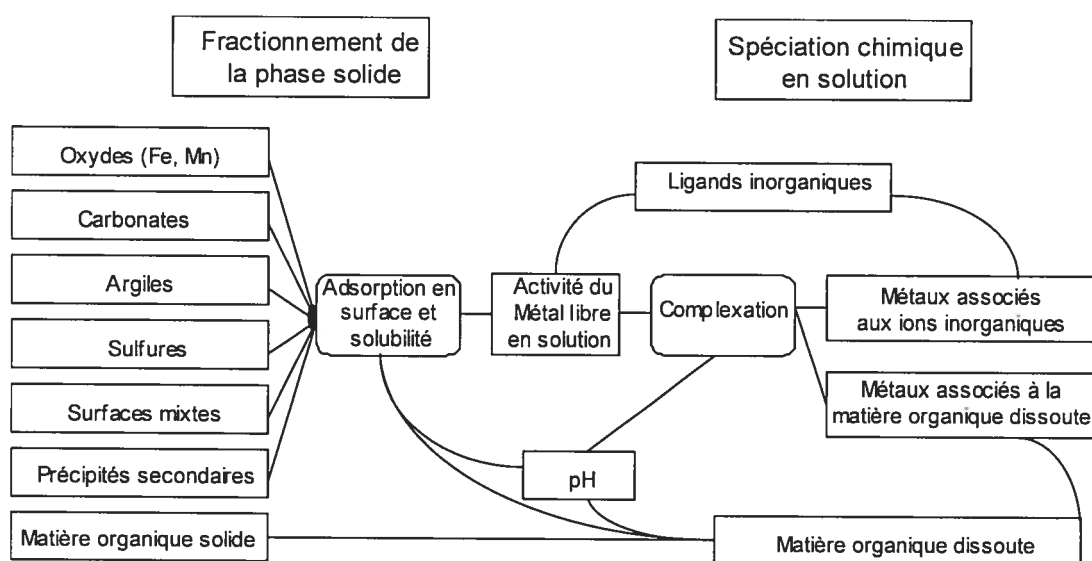 Fractionnement de
la phase solide
Spéciation chimique
en solution
Oxydes (Fe, Mn)
Carbonates
Argiles
Sulfures
Surfaces mixtes
Précipités secondaires
Matière organique solide
Adsorption en
surface et
solubilité
Activité du
Métal libre
en solution
Ligands inorganiques
Complexation
Métaux associés
aux ions inorganiques
Métaux associés à la
matière organique dissoute
pH
Matière organique dissoute